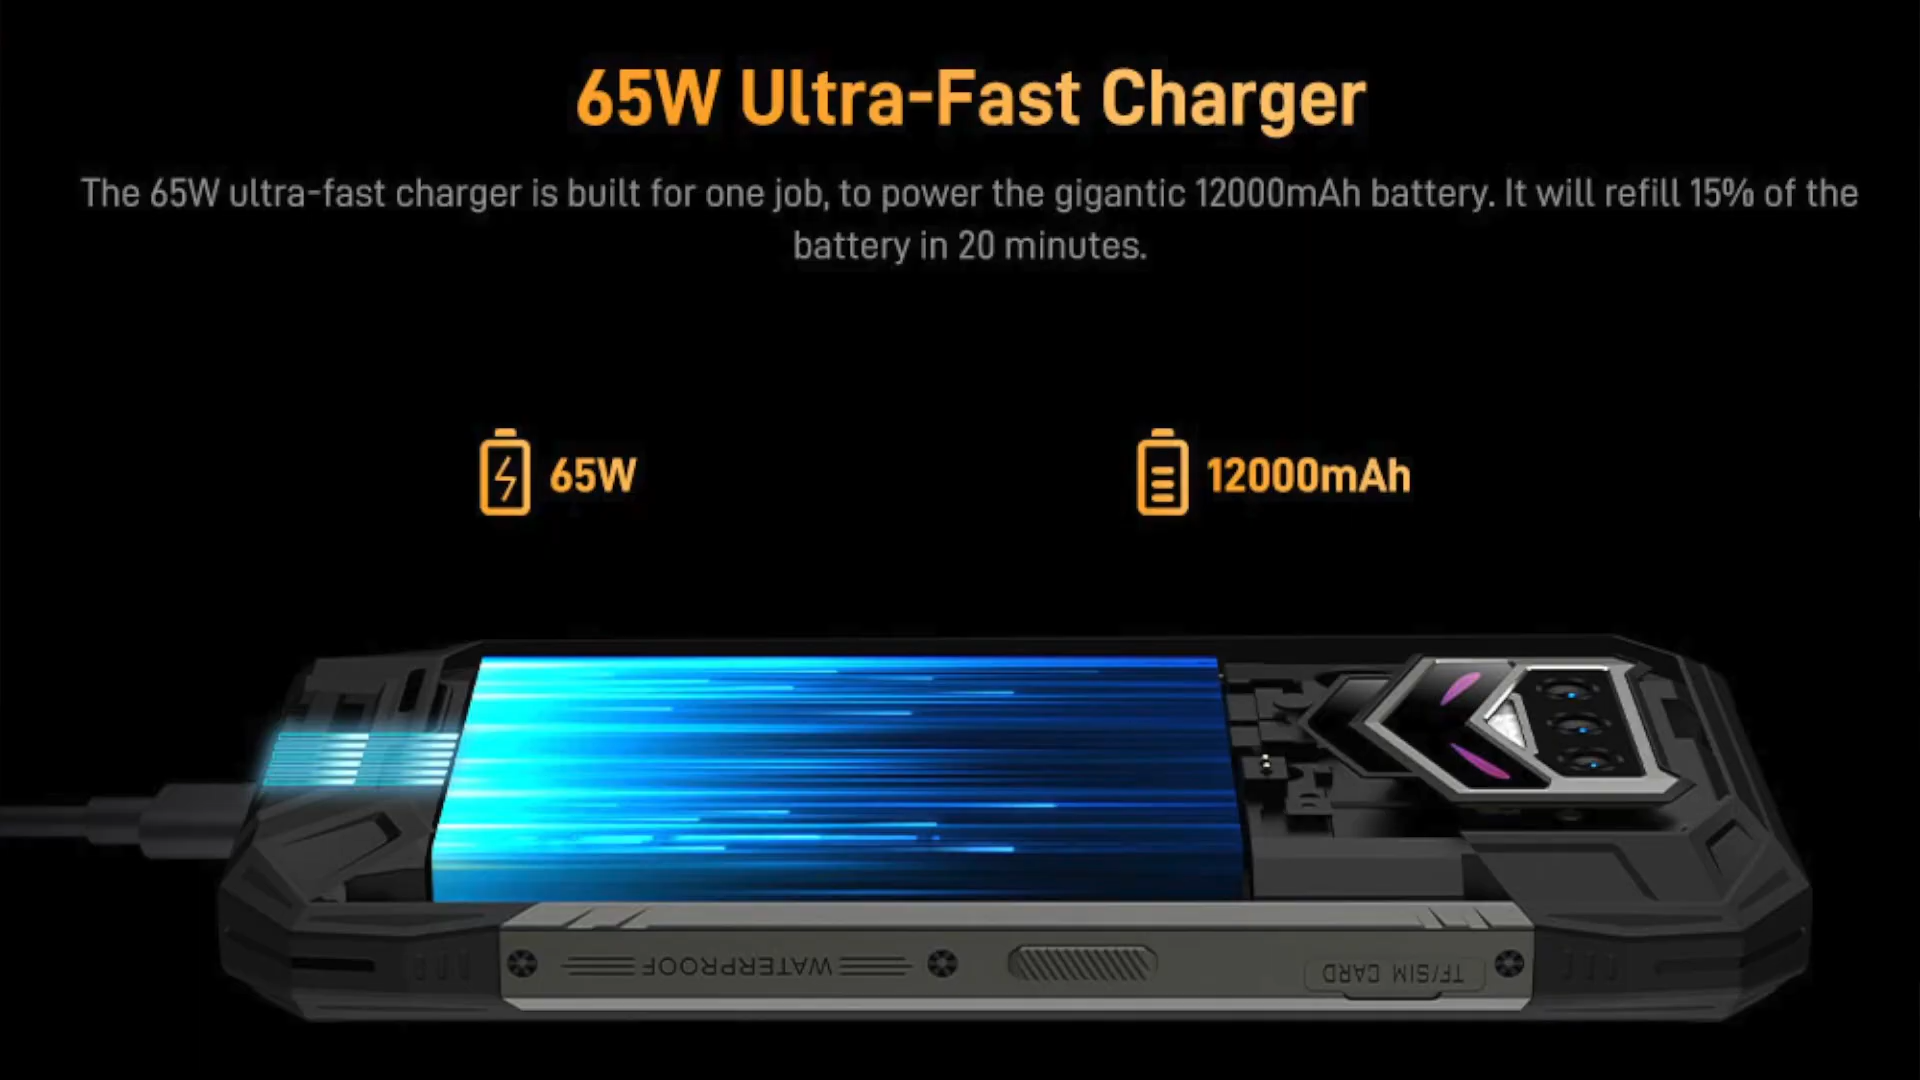 65W Ultra-Fast Charger
The 65W ultra-fast charger is built for one job, to power the gigantic 12000mAh battery. It will refill 15% of the
battery in 20 minutes.
65W
12000mAh
WATERPROOF
TF/SIM CARD